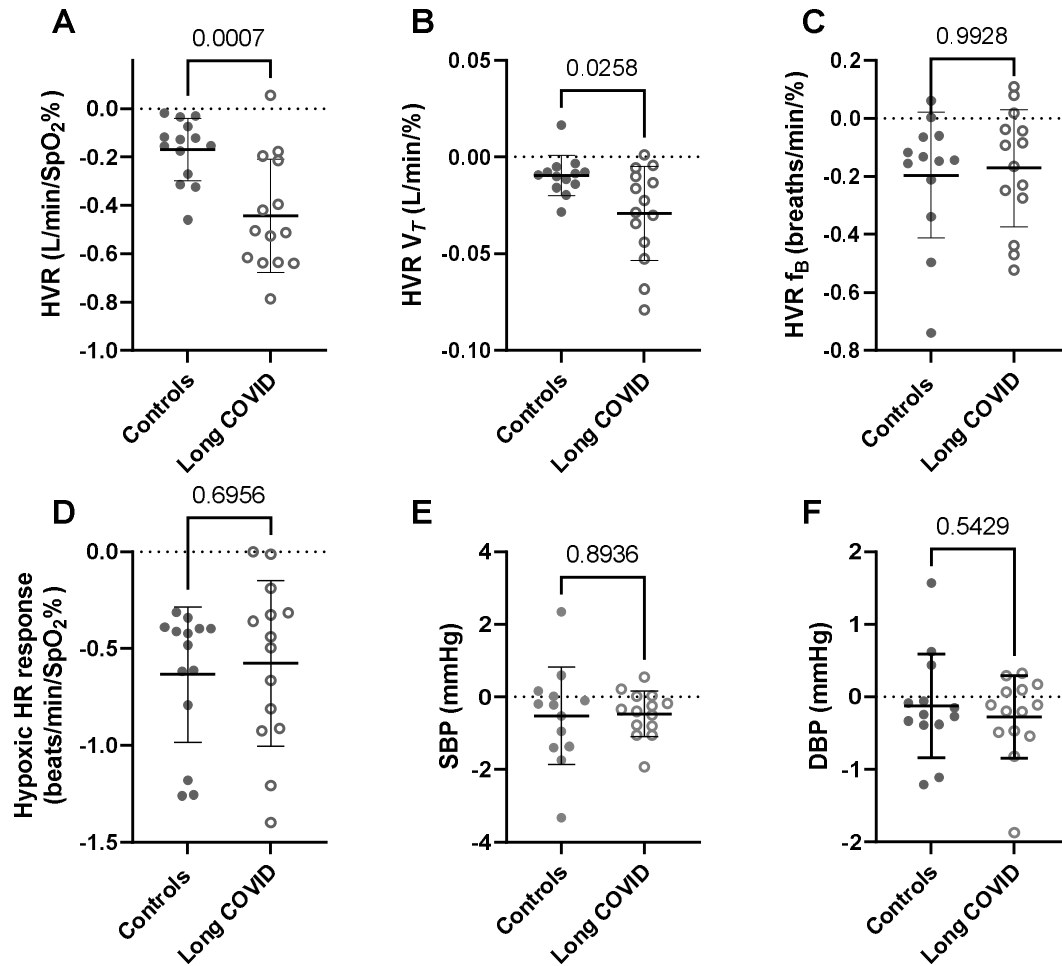 A
0.0007
HVR (L/min/SpO₂%)
0.0
-0.2
-0.4
-0.6
-0.8
-1.0
Controls
Long COVID
B
0.0258
HVR V_T (L/min/%)
0.05
0.00
-0.05
-0.10
Controls
Long COVID
C
0.9928
HVR f_B (breaths/min/%)
0.2
0.0
-0.2
-0.4
-0.6
-0.8
Controls
Long COVID
D
0.6956
Hypoxic HR response
(beats/min/SpO₂%)
0.0
-0.5
-1.0
-1.5
Controls
Long COVID
E
0.8936
SBP (mmHg)
4
2
0
-2
-4
Controls
Long COVID
F
0.5429
DBP (mmHg)
2
1
0
-1
-2
Controls
Long COVID